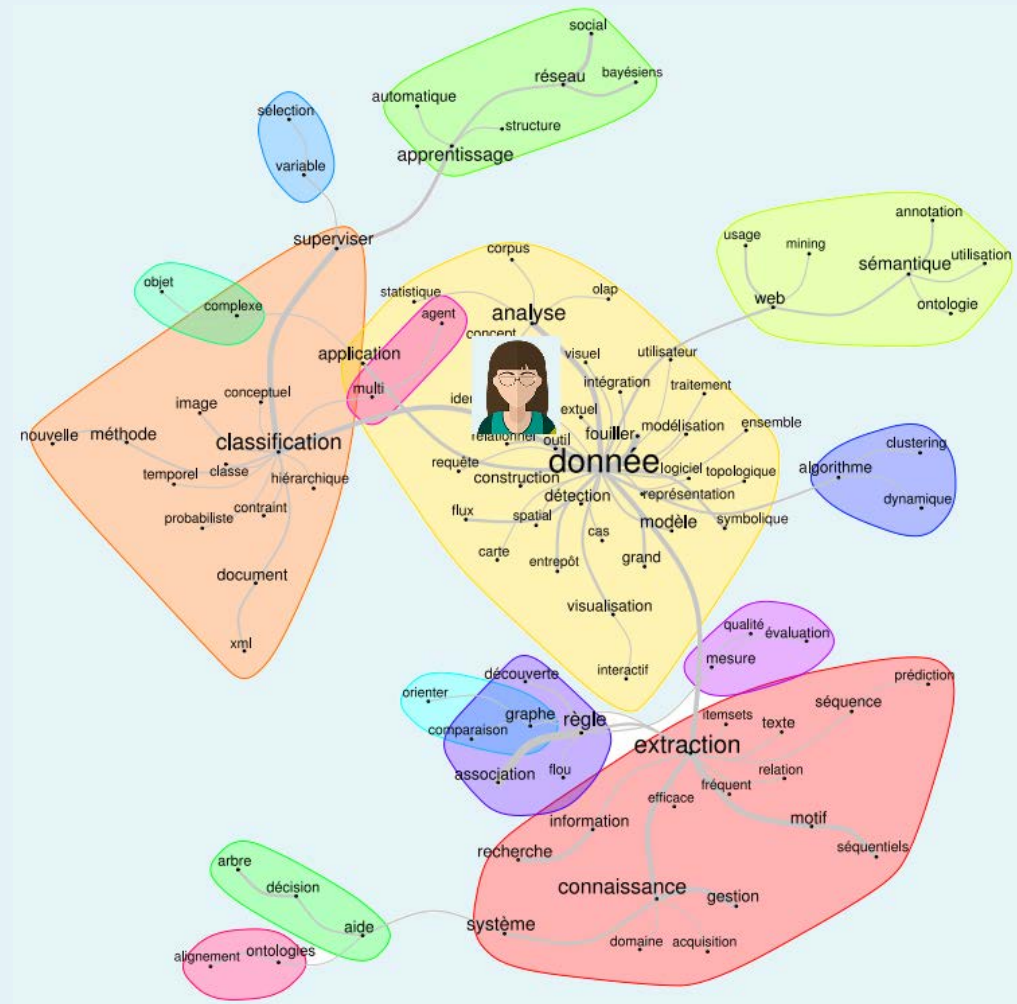 social
réseau
bayésiens
automatique
structure
apprentissage
sélection
variable
superviser
annotation
usage
mining
sémantique
utilisation
web
ontologie
objet
complexe
corpus
statistique
olap
analyse
agent
concept
application
visuel
utilisateur
multi
intégration
traitement
conceptuel
image
extuel
nouvelle
méthode
classification
relationnel
outil
fouiller
modélisation
ensemble
donnée
temporel
classe
hiérarchique
requête
construction
logiciel
topologique
détection
représentation
algorithme
clustering
dynamique
probabiliste
contraint
flux
spatial
cas
modèle
symbolique
carte
entrepôt
grand
document
visualisation
xml
interactif
qualité
évaluation
mesure
découverte
orienter
graphe
règle
comparaison
association
flou
prédiction
séquence
itemsets
texte
extraction
relation
fréquent
efficace
information
motif
recherche
séquentiels
connaissance
gestion
système
domaine
acquisition
arbre
décision
aide
alignement
ontologies